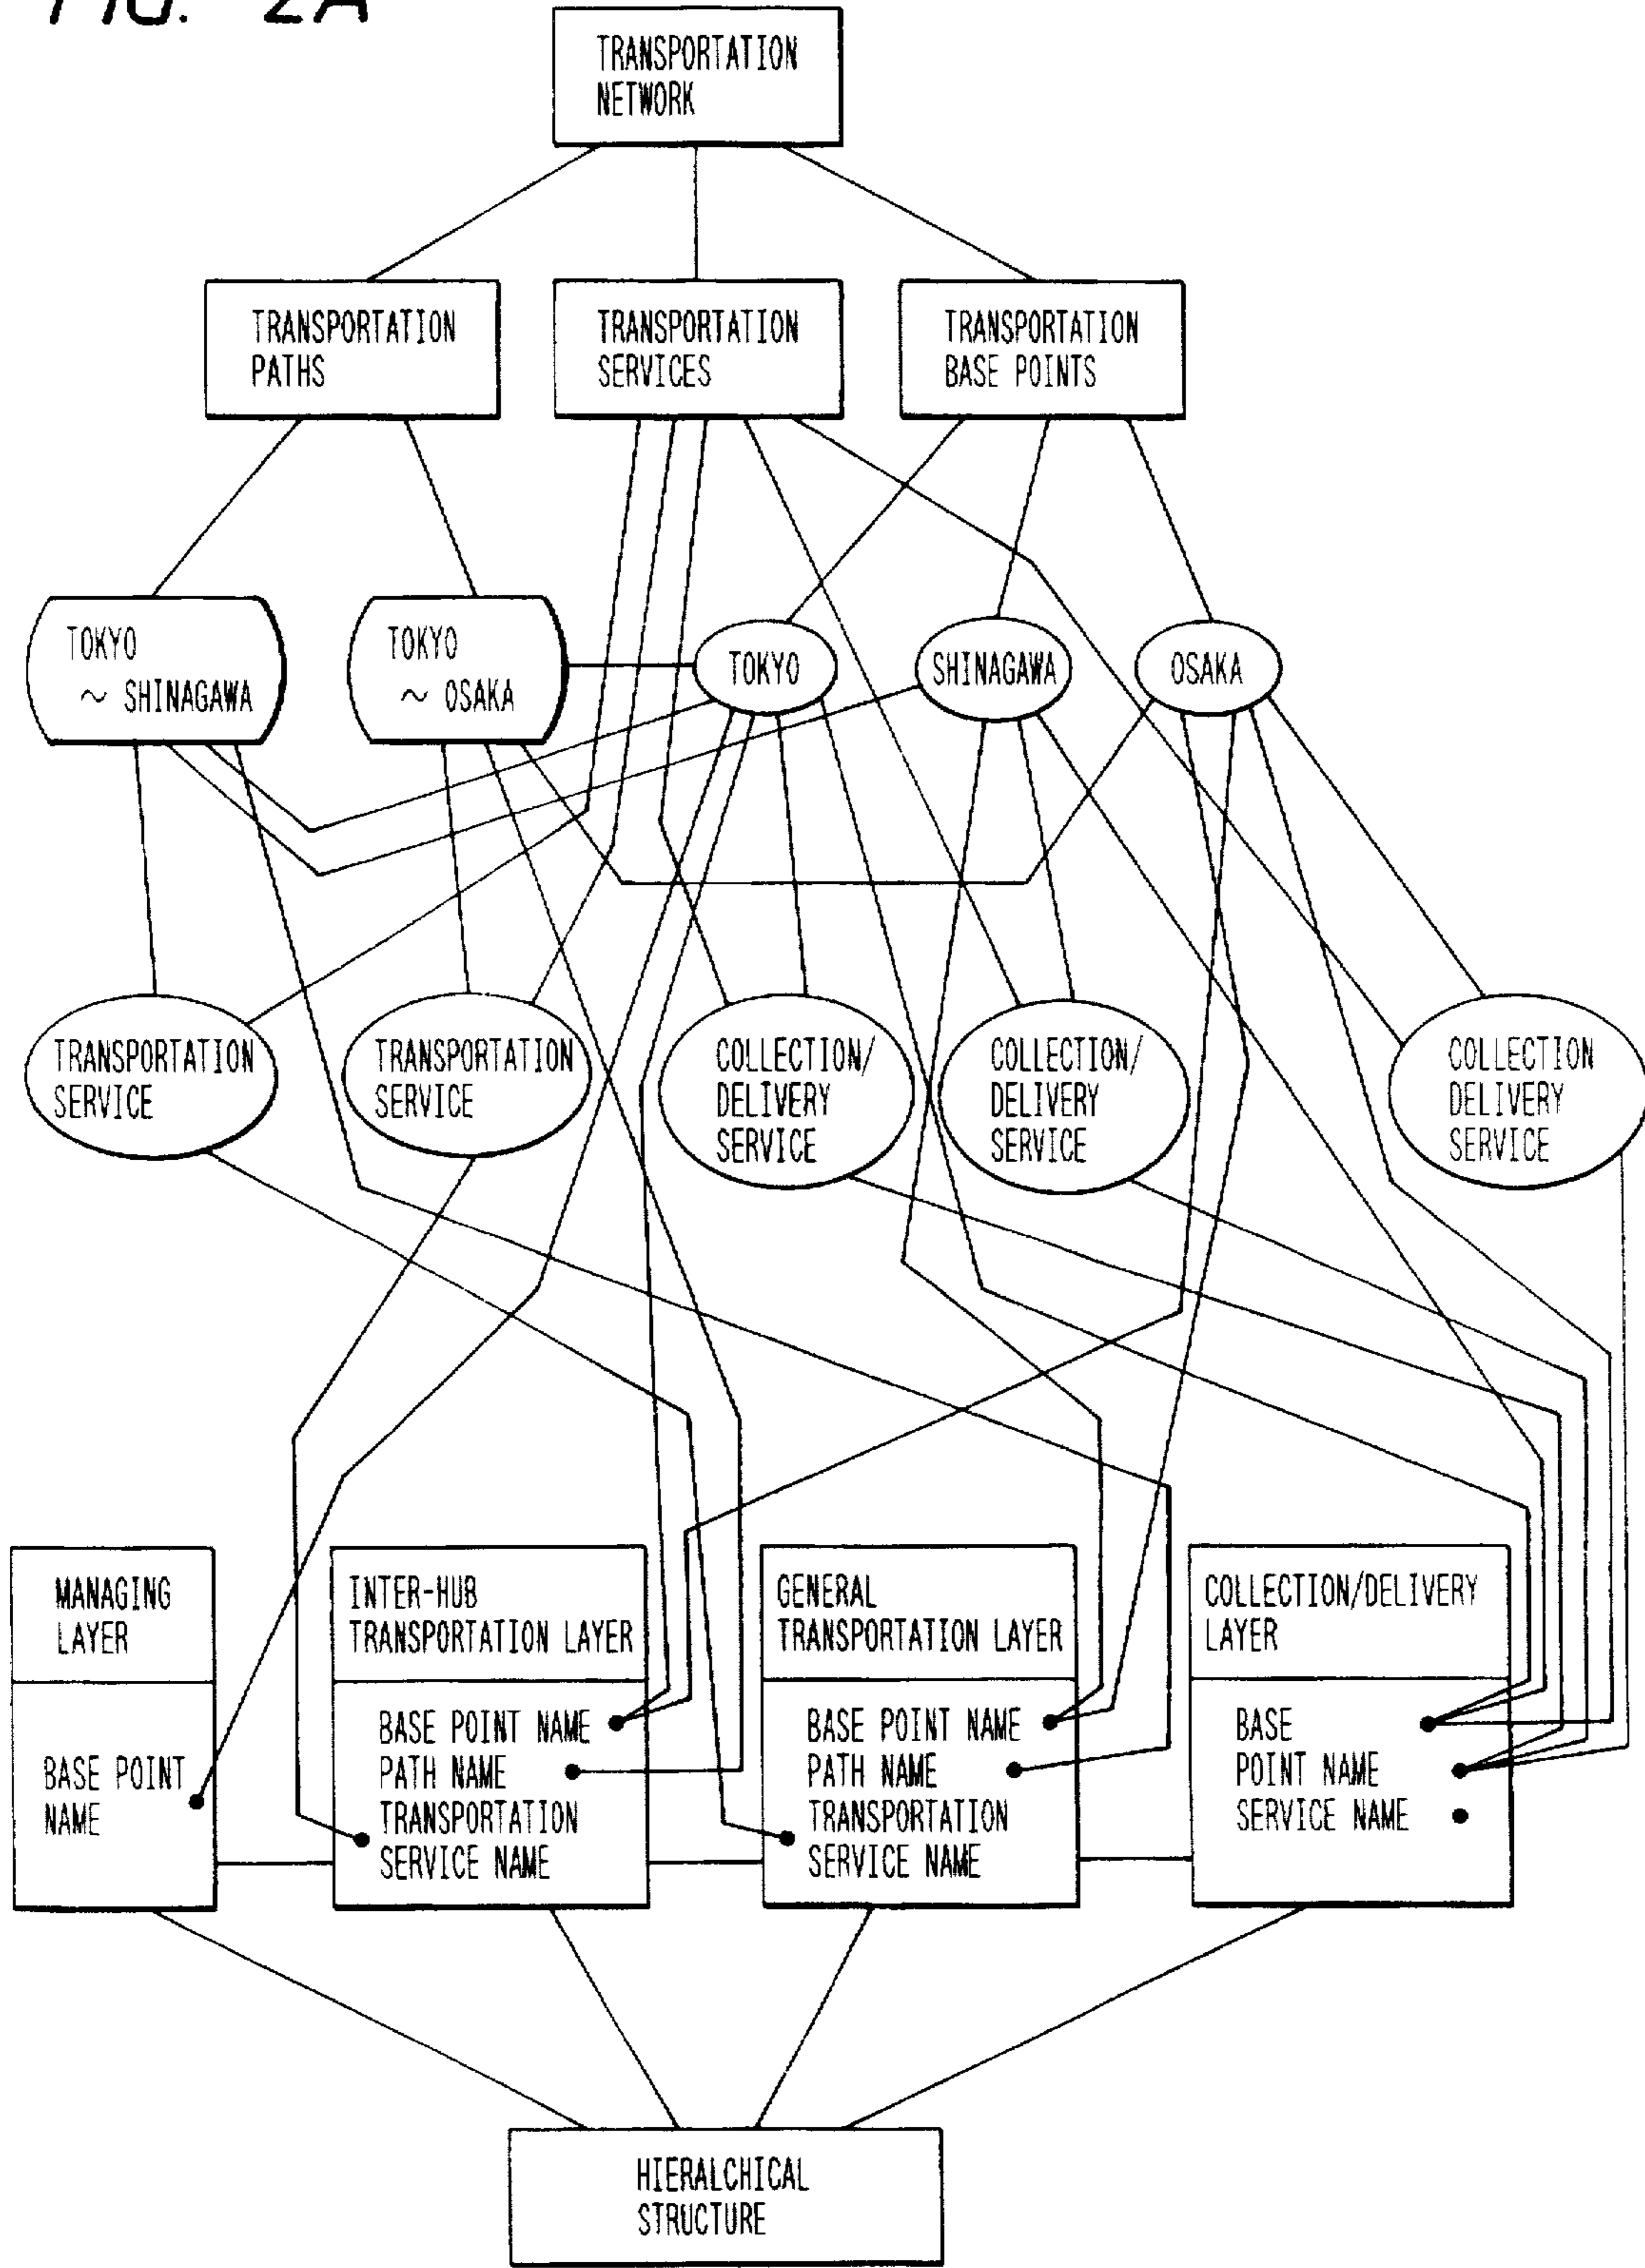 FIG. 2A
TRANSPORTATION
NETWORK
TRANSPORTATION
PATHS
TRANSPORTATION
SERVICES
TRANSPORTATION
BASE POINTS
TOKYO
~ SHINAGAWA
TOKYO
~ OSAKA
TOKYO
SHINAGAWA
OSAKA
TRANSPORTATION
SERVICE
TRANSPORTATION
SERVICE
COLLECTION/
DELIVERY
SERVICE
COLLECTION/
DELIVERY
SERVICE
COLLECTION
DELIVERY
SERVICE
MANAGING
LAYER
BASE POINT
NAME
INTER-HUB
TRANSPORTATION LAYER
BASE POINT NAME
PATH NAME
TRANSPORTATION
SERVICE NAME
GENERAL
TRANSPORTATION LAYER
BASE POINT NAME
PATH NAME
TRANSPORTATION
SERVICE NAME
COLLECTION/DELIVERY
LAYER
BASE
POINT NAME
SERVICE NAME
HIERALCHICAL
STRUCTURE